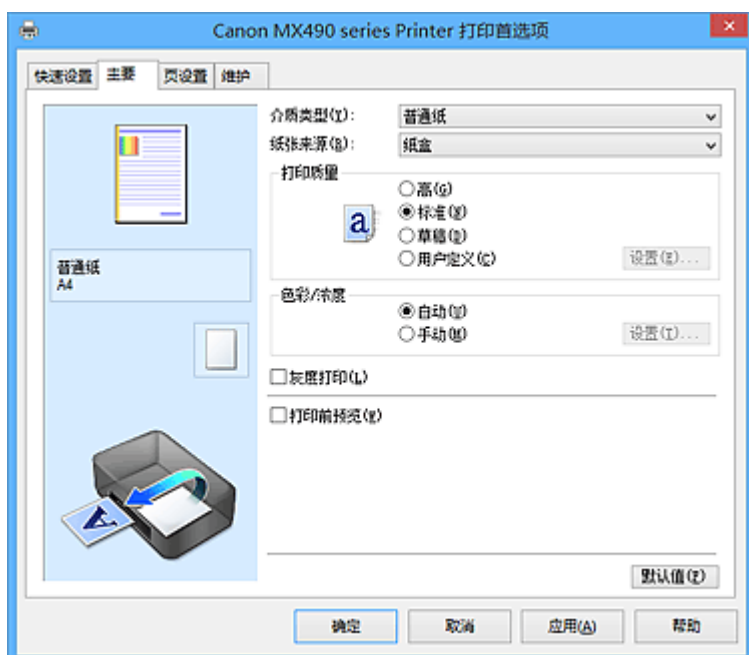 Canon MX490 series Printer 打印首选项
快速设置 主要 页设置 维护
介质类型(Y): 普通纸
纸张来源(R): 纸盒
打印质量
高(G)
a
标准(N)
草稿(D)
普通纸
A4
用户定义(C) 设置(E)...
色彩/浓度
自动(U)
手动(M) 设置(T)...
灰度打印(L)
打印前预览(V)
A
默认值(F)
确定 取消 应用(A) 帮助